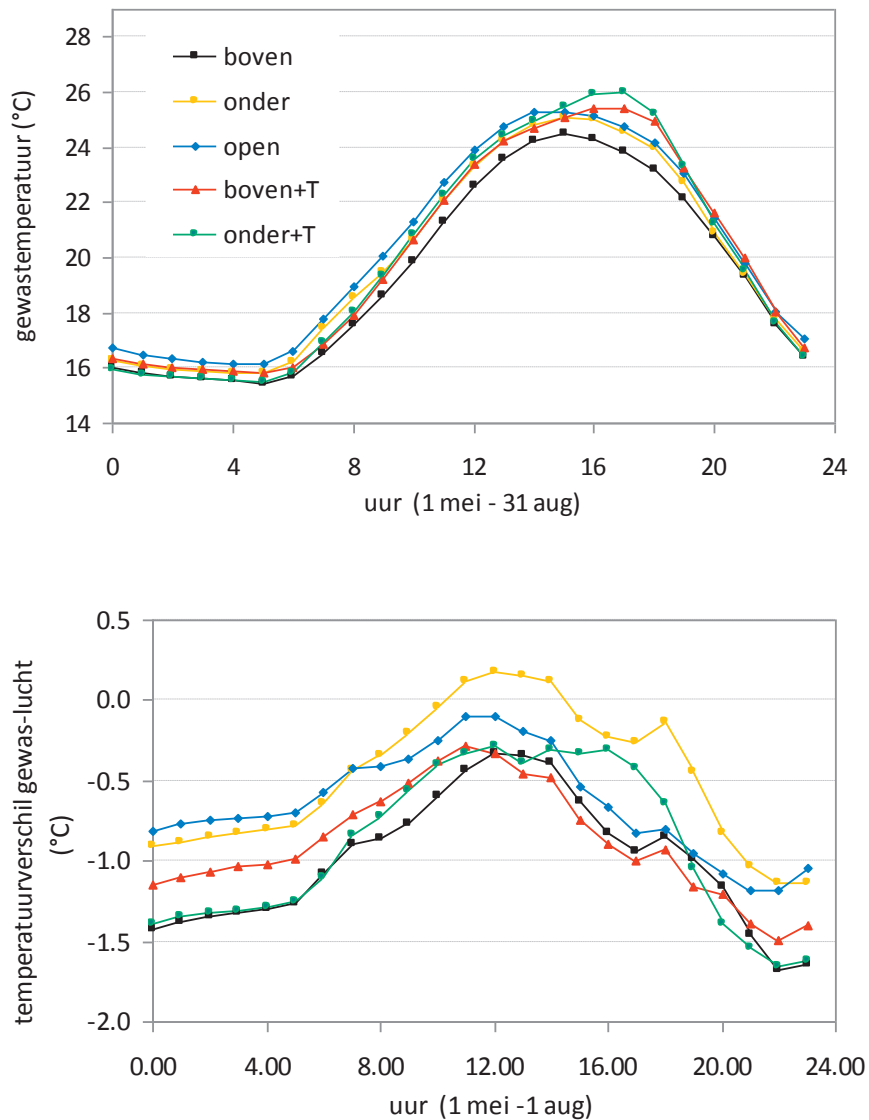 28
26
24
22
20
18
16
14
gewastemperatuur (°C)
boven
onder
open
boven+T
onder+T
0 4 8 12 16 20 24
uur (1 mei - 31 aug)
0.5
0.0
-0.5
-1.0
-1.5
-2.0
temperatuurverschil gewas-lucht
(°C)
0.00 4.00 8.00 12.00 16.00 20.00 24.00
uur (1 mei -1 aug)